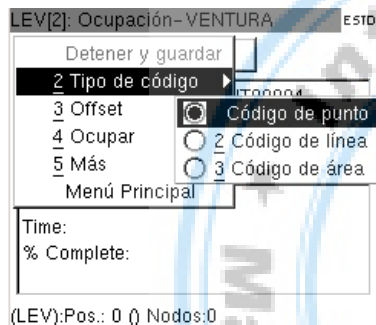 LEV[2]: Ocupación-VENTURA ESTD
Detener y guardar
2 Tipo de código
3 Offset
Código de punto
4 Ocupar
2 Código de línea
5 Más
3 Código de área
Menú Principal
Time:
% Complete:
(LEV):Pos.: 0 () Nodos:0